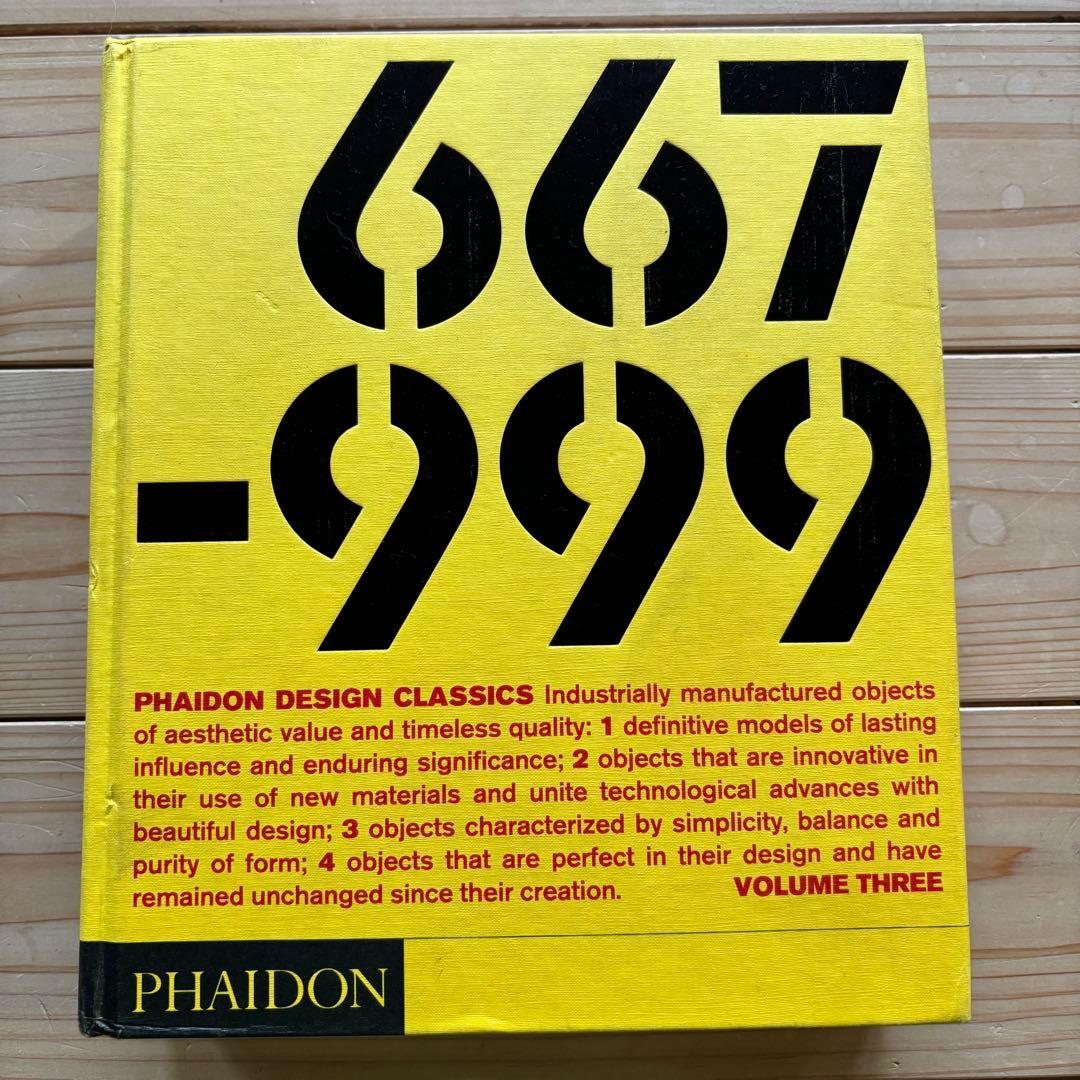 667
-999
PHAIDON DESIGN CLASSICS Industrially manufactured objects
of aesthetic value and timeless quality: 1 definitive models of lasting
influence and enduring significance; 2 objects that are innovative in
their use of new materials and unite technological advances with
beautiful design; 3 objects characterized by simplicity, balance and
purity of form; 4 objects that are perfect in their design and have
remained unchanged since their creation. VOLUME THREE
PHAIDON